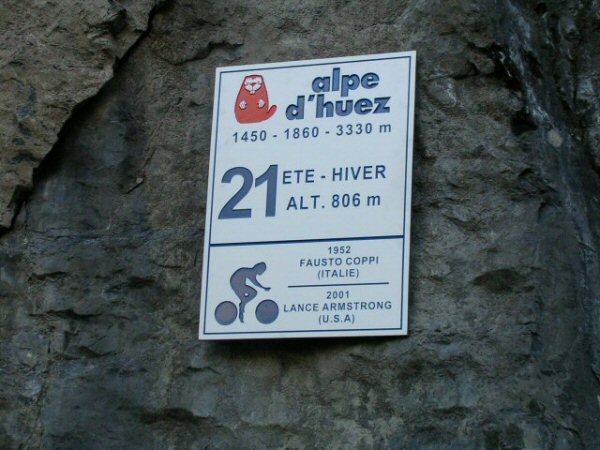 alpe
d'huez
1450 - 1860 - 3330 m
21 ETE - HIVER
ALT. 806 m
1952
FAUSTO COPPI
(ITALIE)
2001
LANCE ARMSTRONG
(U.S.A)